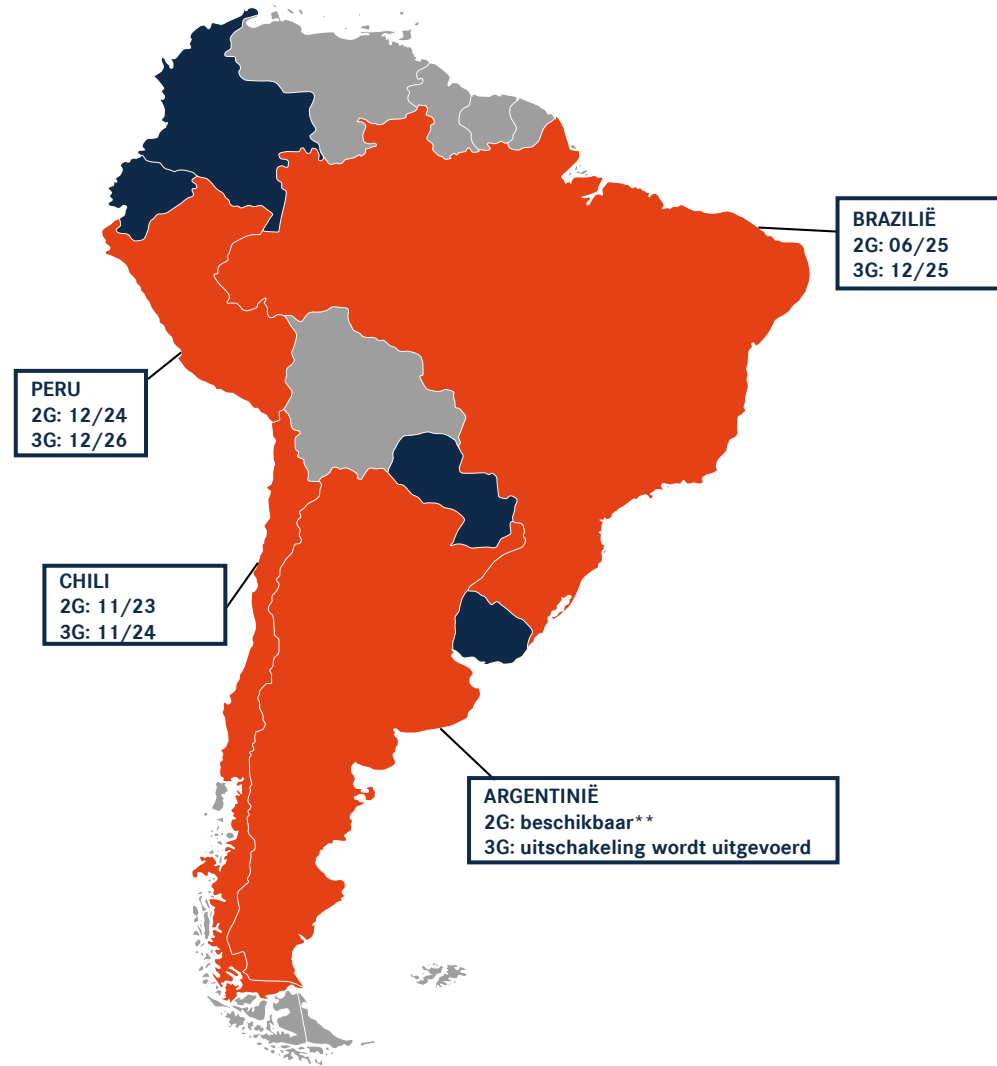 BRAZILIË
2G: 06/25
3G: 12/25
PERU
2G: 12/24
3G: 12/26
CHILI
2G: 11/23
3G: 11/24
ARGENTINIË
2G: beschikbaar**
3G: uitschakeling wordt uitgevoerd